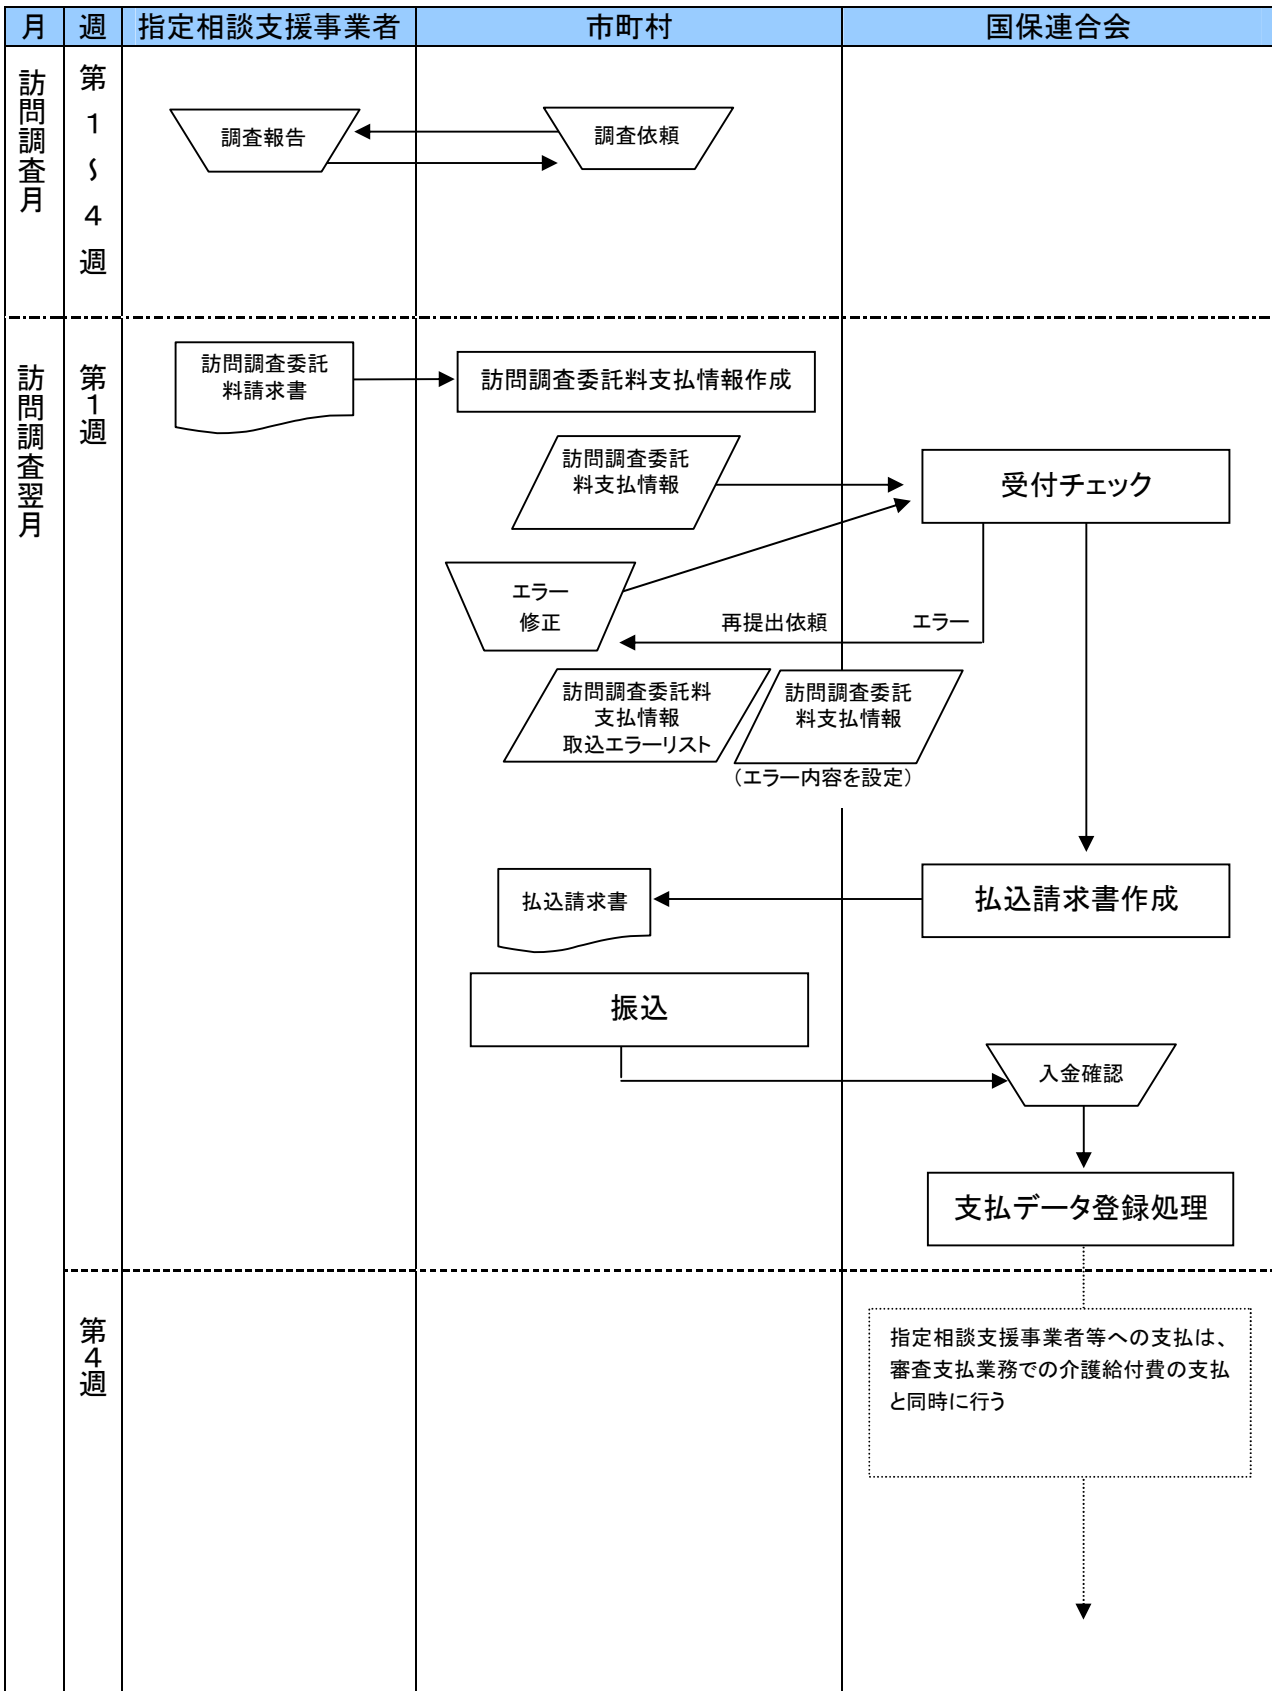 月 週 指定相談支援事業者 市町村 国保連合会
訪問調査月
第1～4週
調査報告
調査依頼
訪問調査翌月
第1週
訪問調査委託
料請求書
訪問調査委託料支払情報作成
訪問調査委託
料支払情報
受付チェック
エラー
修正
再提出依頼
エラー
訪問調査委託料
支払情報
取込エラーリスト
訪問調査委託
料支払情報
（エラー内容を設定）
払込請求書
払込請求書作成
振込
入金確認
支払データ登録処理
第4週
指定相談支援事業者等への支払は、
審査支払業務での介護給付費の支払
と同時に行う